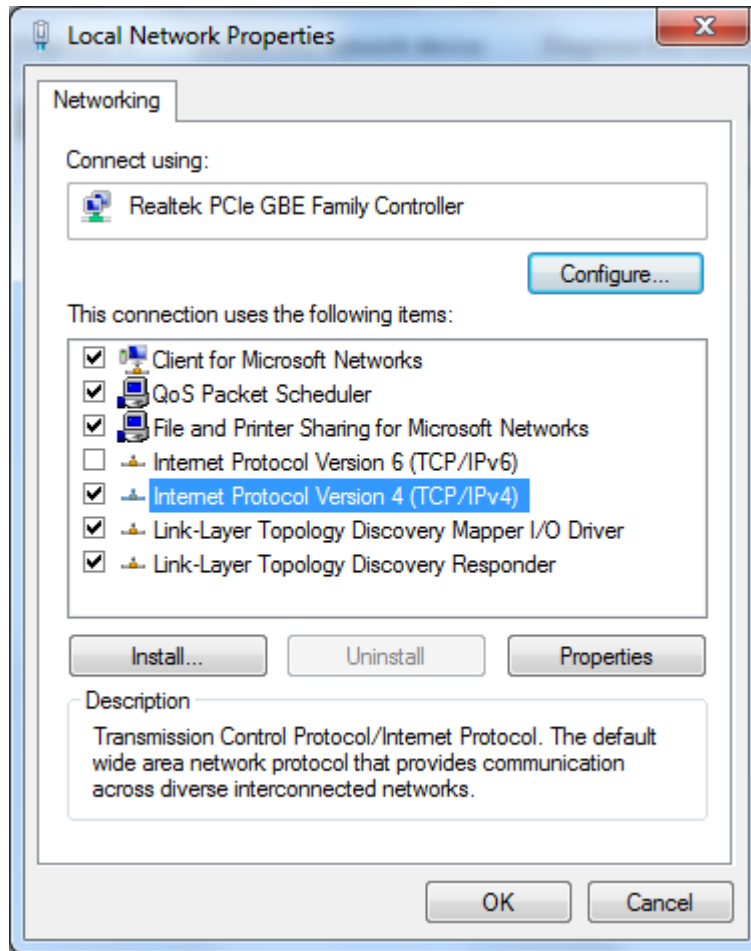 Local Network Properties
Networking
Connect using:
Realtek PCIe GBE Family Controller
Configure...
This connection uses the following items:
Client for Microsoft Networks
QoS Packet Scheduler
File and Printer Sharing for Microsoft Networks
Internet Protocol Version 6 (TCP/IPv6)
Internet Protocol Version 4 (TCP/IPv4)
Link-Layer Topology Discovery Mapper I/O Driver
Link-Layer Topology Discovery Responder
Install... Uninstall Properties
Description
Transmission Control Protocol/Internet Protocol. The default
wide area network protocol that provides communication
across diverse interconnected networks.
OK Cancel